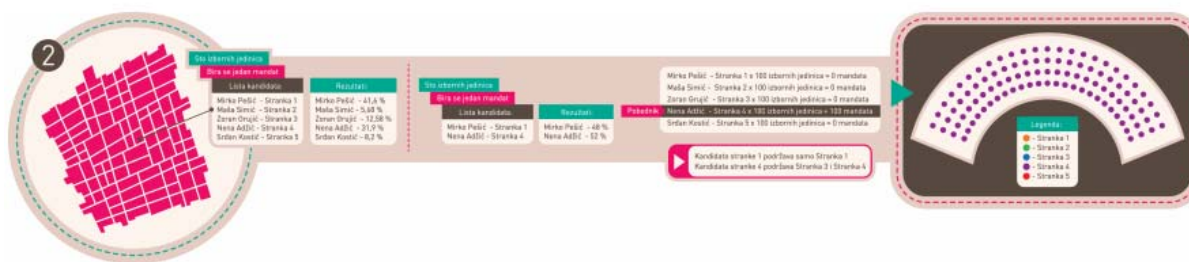 2
Sto izbornih jedinica
Bira se jedan mandat
Lista kandidata:
Mirko Pešić - Stranka 1
Maša Simić - Stranka 2
Zoran Grujić - Stranka 3
Nena Adžić - Stranka 4
Srđan Kostić - Stranka 5
Rezultati:
Mirko Pešić - 41,4 %
Maša Simić - 5,68 %
Zoran Grujić - 12,58 %
Nena Adžić - 31,9 %
Srđan Kostić - 8,2 %
Sto izbornih jedinica
Bira se jedan mandat
Lista kandidata:
Mirko Pešić - Stranka 1
Nena Adžić - Stranka 4
Rezultati:
Mirko Pešić - 48 %
Nena Adžić - 52 %
Mirko Pešić - Stranka 1 x 100 izbornih jedinica = 0 mandata
Maša Simić - Stranka 2 x 100 izbornih jedinica = 0 mandata
Zoran Grujić - Stranka 3 x 100 izbornih jedinica = 0 mandata
Pobednik Nena Adžić - Stranka 4 x 100 izbornih jedinica = 100 mandata
Srđan Kostić - Stranka 5 x 100 izbornih jedinica = 0 mandata
Kandidata stranke 1 podržava samo Stranka 1
Kandidata stranke 4 podržava Stranka 3 i Stranka 4
Legenda:
- Stranka 1
- Stranka 2
- Stranka 3
- Stranka 4
- Stranka 5